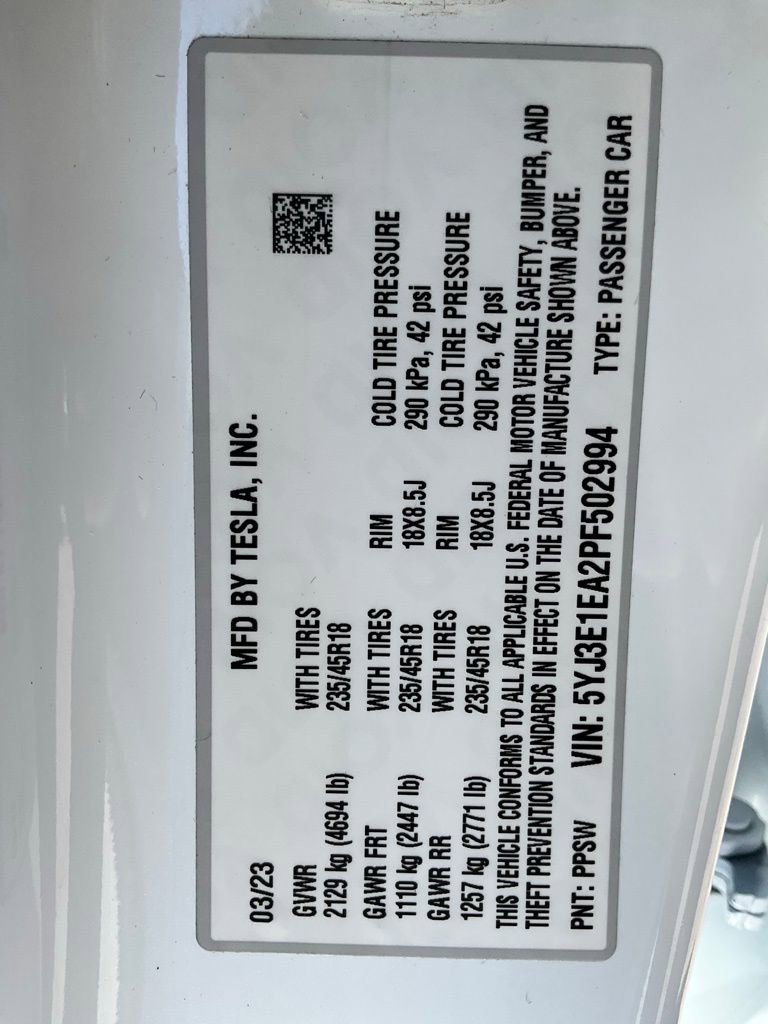 MFD BY TESLA, INC.
03/23
GVWR WITH TIRES
2129 kg (4694 lb) 235/45R18
GAWR FRT WITH TIRES RIM COLD TIRE PRESSURE
1110 kg (2447 lb) 235/45R18 18X8.5J 290 kPa, 42 psi
GAWR RR WITH TIRES RIM COLD TIRE PRESSURE
1257 kg (2771 lb) 235/45R18 18X8.5J 290 kPa, 42 psi
THIS VEHICLE CONFORMS TO ALL APPLICABLE U.S. FEDERAL MOTOR VEHICLE SAFETY, BUMPER, AND
THEFT PREVENTION STANDARDS IN EFFECT ON THE DATE OF MANUFACTURE SHOWN ABOVE.
PNT: PPSW VIN: 5YJ3E1EA2PF502994 TYPE: PASSENGER CAR